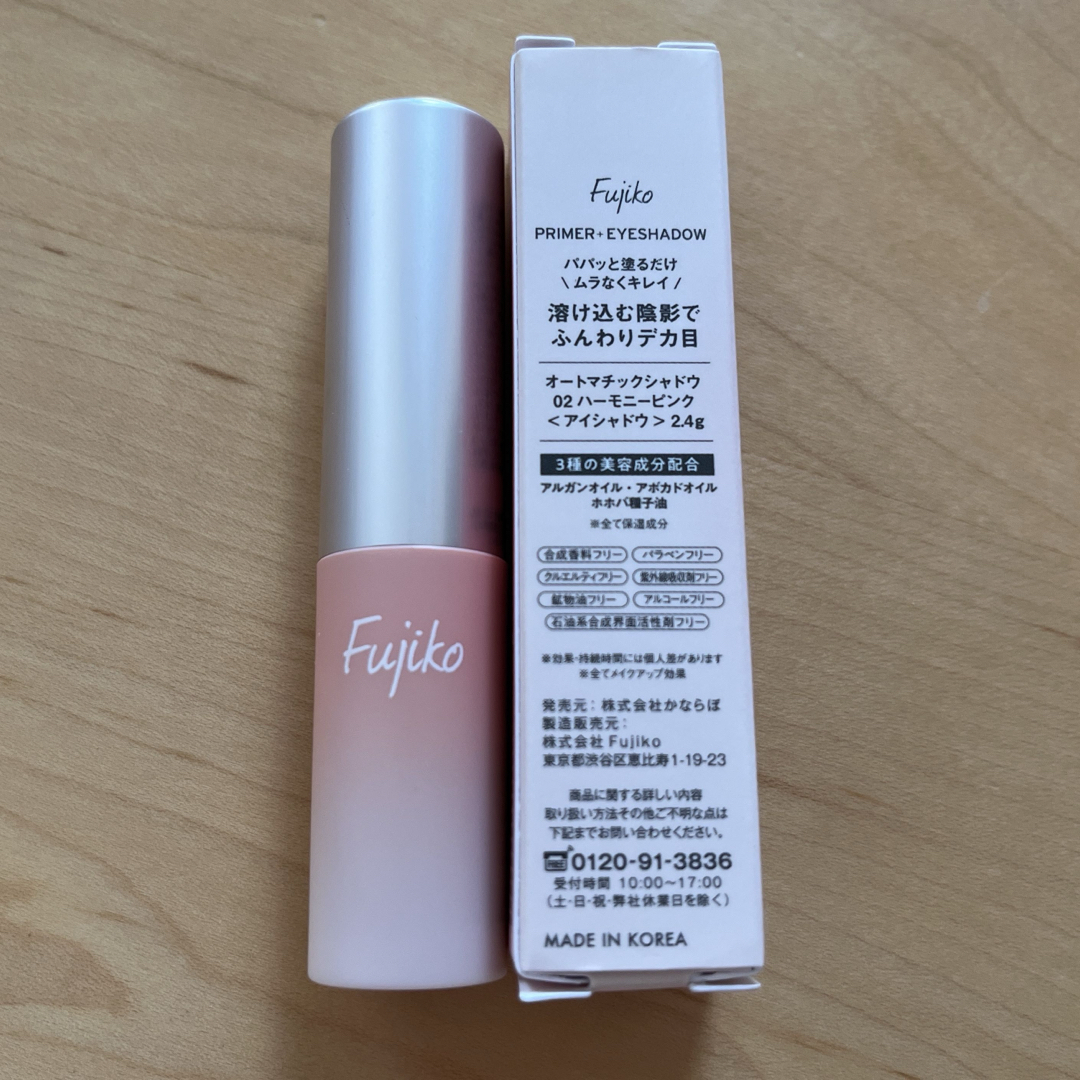 Fujiko
Fujiko
PRIMER+EYESHADOW
パパッと塗るだけ
\ ムラなくキレイ /
溶け込む陰影で
ふんわりデカ目
オートマチックシャドウ
02 ハーモニーピンク
< アイシャドウ > 2.4g
3種の美容成分配合
アルガンオイル・アボカドオイル
ホホバ種子油
※全て保湿成分
合成香料フリー パラベンフリー
クルエルティフリー 紫外線吸収剤フリー
鉱物油フリー アルコールフリー
石油系合成界面活性剤フリー
※効果・持続時間には個人差があります
※全てメイクアップ効果
発売元：株式会社かならぼ
製造販売元：
株式会社 Fujiko
東京都渋谷区恵比寿1-19-23
商品に関する詳しい内容
取り扱い方法その他ご不明な点は
下記までお問い合わせください。
FREE 0120-91-3836
受付時間 10:00～17:00
(土・日・祝・弊社休業日を除く)
MADE IN KOREA